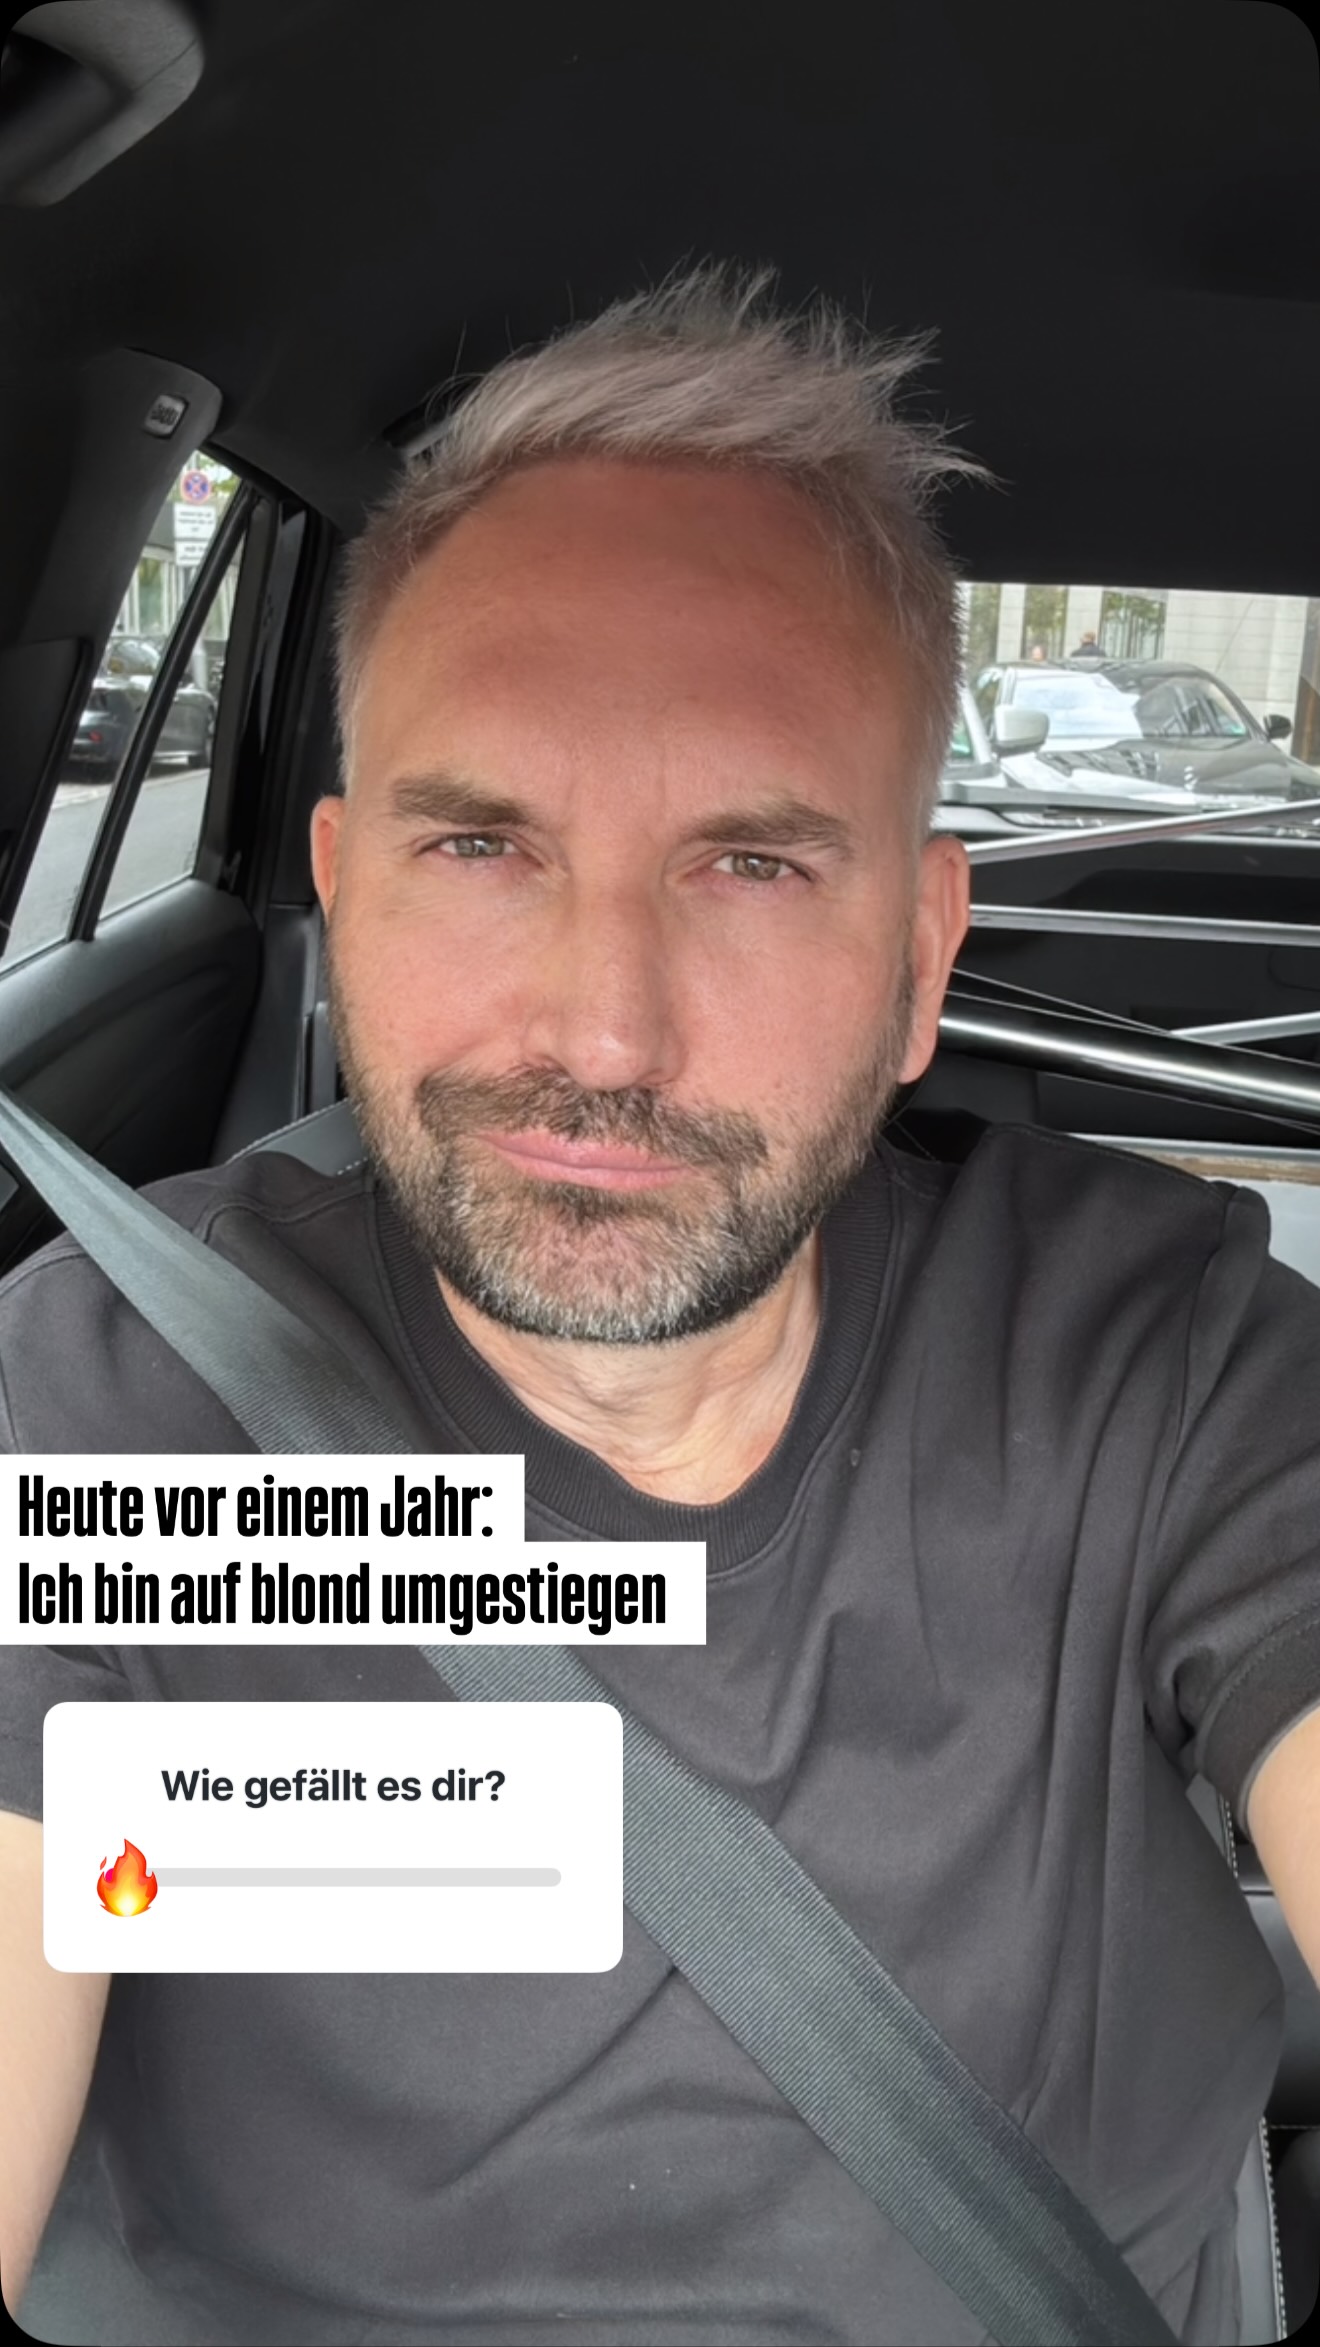 Heute vor einem Jahr:
Ich bin auf blond umgestiegen
Wie gefällt es dir?